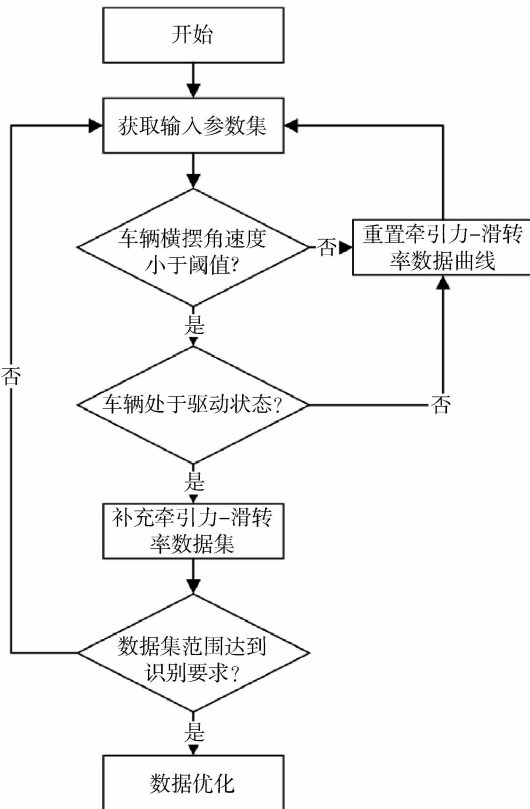 开始
获取输入参数集
车辆横摆角速度
小于阈值?
否
重置牵引力-滑转
率数据曲线
是
否
车辆处于驱动状态?
否
是
补充牵引力-滑转
率数据集
数据集范围达到
识别要求?
是
数据优化